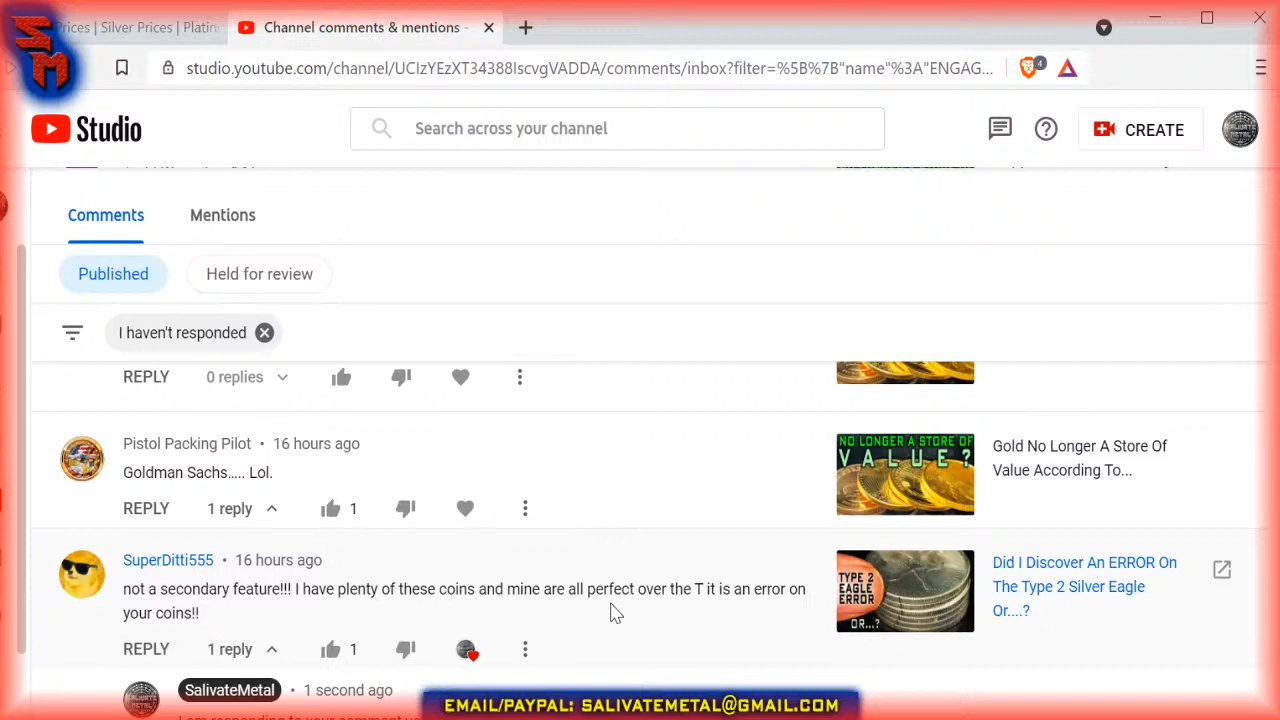 SM
Prices | Silver Prices | Platin
Channel comments & mentions -
studio.youtube.com/channel/UCIzYEzXT34388IscvgVADDA/comments/inbox?filter=%5B%7B"name"%3A"ENGAG...
4
Studio
Search across your channel
CREATE
Comments
Mentions
Published
Held for review
I haven't responded
REPLY
0 replies
Pistol Packing Pilot • 16 hours ago
Goldman Sachs..... Lol.
REPLY
1 reply
1
NO LONGER A STORE OF
VALUE?
Gold No Longer A Store Of
Value According To...
SuperDitti555 • 16 hours ago
not a secondary feature!!! I have plenty of these coins and mine are all perfect over the T it is an error on
your coins!!
REPLY
1 reply
1
TYPE 2
EAGLE
ERROR
OR...?
Did I Discover An ERROR On
The Type 2 Silver Eagle
Or....?
SalivateMetal • 1 second ago
EMAIL/PAYPAL: SALIVATEMETAL@GMAIL.COM